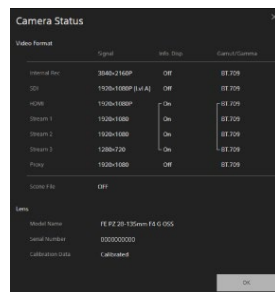 Camera Status
Video Format
Signal Info. Disp. Gamut/Gamma
Internal Rec 3840×2160P Off BT.709
SDI 1920×1080P (Lvl A) Off BT.709
HDMI 1920×1080P On BT.709
Stream 1 1920×1080 On BT.709
Stream 2 1920×1080 On BT.709
Stream 3 1280×720 On BT.709
Proxy 1920×1080 Off BT.709
Scene File OFF
Lens
Model Name FE PZ 28-135mm F4 G OSS
Serial Number 0000000000
Calibration Data Calibrated
OK